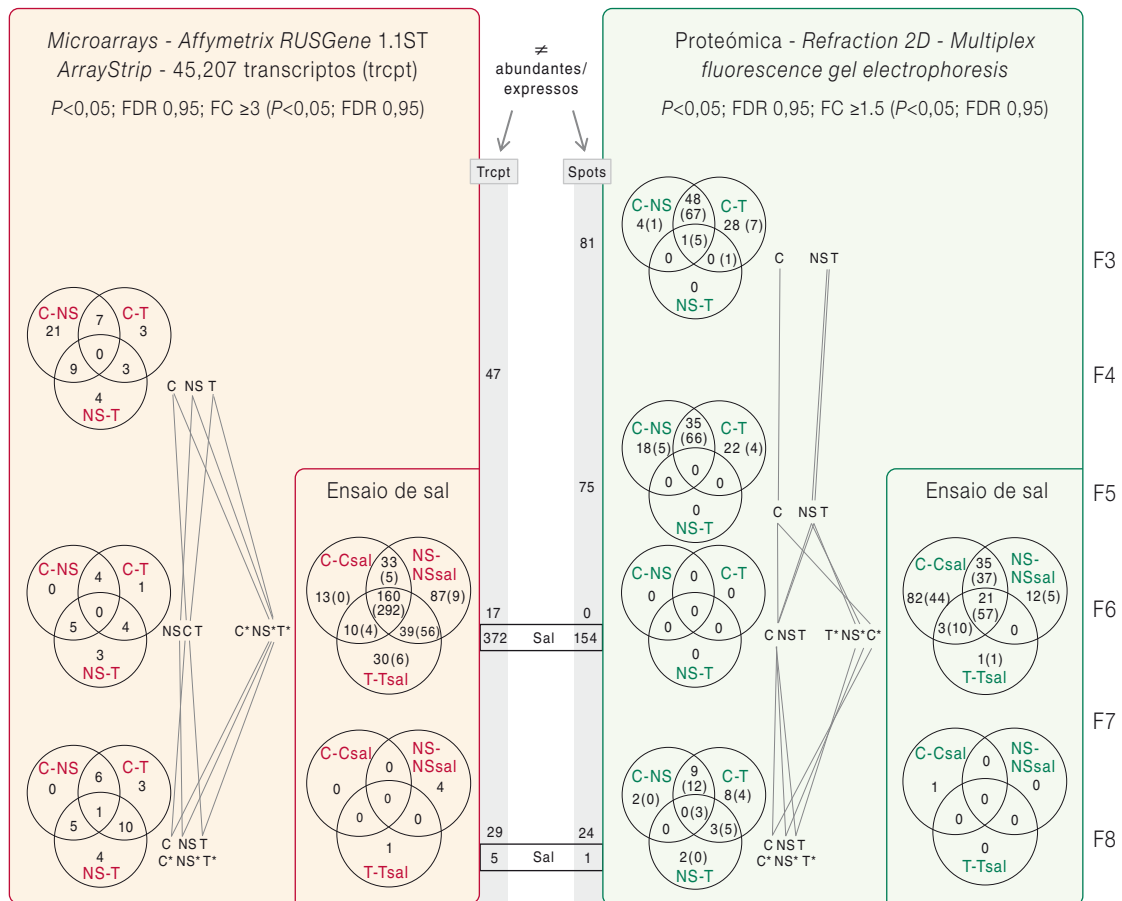 Microarrays - Affymetrix RUSGene 1.1ST
ArrayStrip - 45,207 transcriptos (trcpt)
P<0,05; FDR 0,95; FC ≥3 (P<0,05; FDR 0,95)
≠
abundantes/
expressos
Proteómica - Refraction 2D - Multiplex
fluorescence gel electrophoresis
P<0,05; FDR 0,95; FC ≥1.5 (P<0,05; FDR 0,95)
Trcpt
Spots
C-NS
48
(67)
C-T
4(1)
28 (7)
1(5)
0
0 (1)
0
NS-T
81
C NS T
F3
C-NS
7
C-T
21
3
0
9
3
4
NS-T
C NS T
47
F4
C-NS
35
(66)
C-T
18(5)
22 (4)
0
0
0
0
NS-T
75
C NS T
F5
Ensaio de sal
Ensaio de sal
C-NS
4
C-T
0
1
0
5
4
3
NS-T
NSC T
C*NS*T*
C-Csal
33
(5)
NS-
NSsal
13(0)
87(9)
160
(292)
10(4)
39(56)
30(6)
T-Tsal
17
0
372
Sal
154
C-NS
0
C-T
0
0
0
0
0
0
NS-T
C NST
T*NS*C*
C-Csal
35
(37)
NS-
NSsal
82(44)
12(5)
21
(57)
3(10)
0
1(1)
T-Tsal
F6
F7
C-NS
6
C-T
0
3
1
5
10
4
NS-T
C NS T
C*NS*T*
C-Csal
0
NS-
NSsal
0
4
0
0
0
1
T-Tsal
29
24
5
Sal
1
C-NS
9
(12)
C-T
2(0)
8(4)
0(3)
0
3(5)
2(0)
NS-T
C NST
C*NS*T*
C-Csal
0
NS-
NSsal
1
0
0
0
0
0
T-Tsal
F8